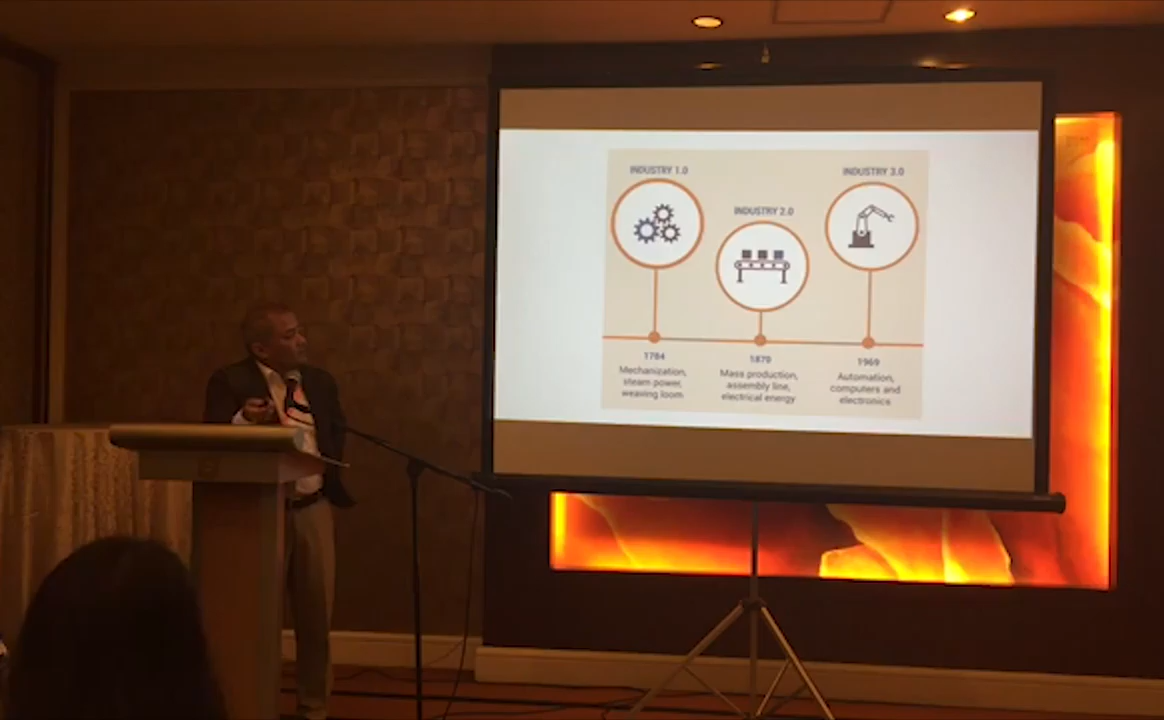 INDUSTRY 1.0
1784
Mechanization,
steam power,
weaving loom
INDUSTRY 2.0
1870
Mass production,
assembly line,
electrical energy
INDUSTRY 3.0
1969
Automation,
computers and
electronics